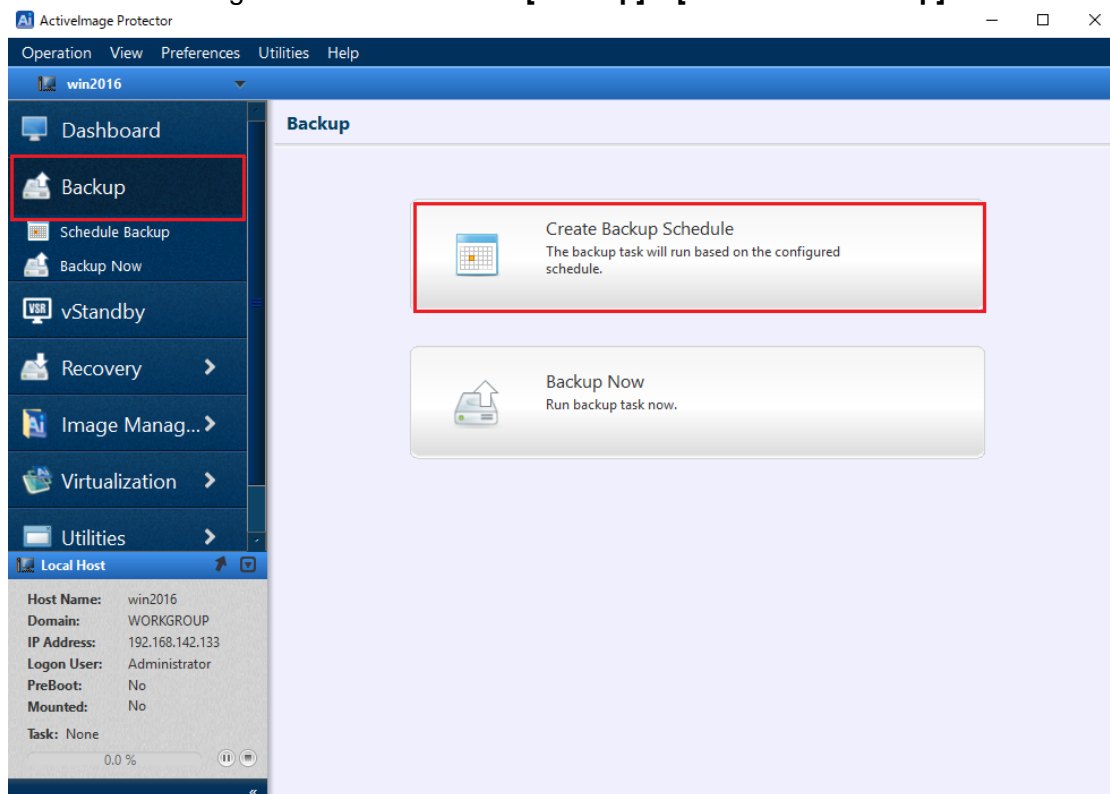 ActiveImage Protector
Operation View Preferences Utilities Help
win2016
Dashboard
Backup
Schedule Backup
Backup Now
vStandby
Recovery
Image Manag...
Virtualization
Utilities
Local Host
Host Name: win2016
Domain: WORKGROUP
IP Address: 192.168.142.133
Logon User: Administrator
PreBoot: No
Mounted: No
Task: None
0.0 %
Backup
Create Backup Schedule
The backup task will run based on the configured
schedule.
Backup Now
Run backup task now.